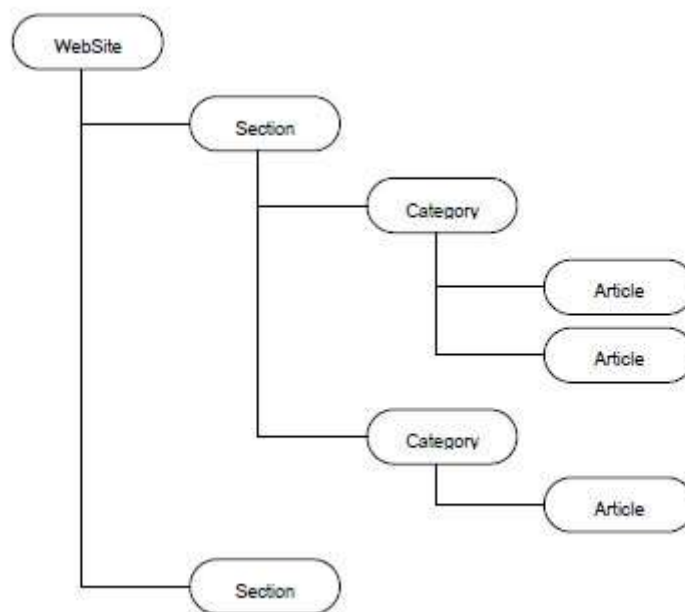 WebSite
Section
Category
Article
Article
Category
Article
Section